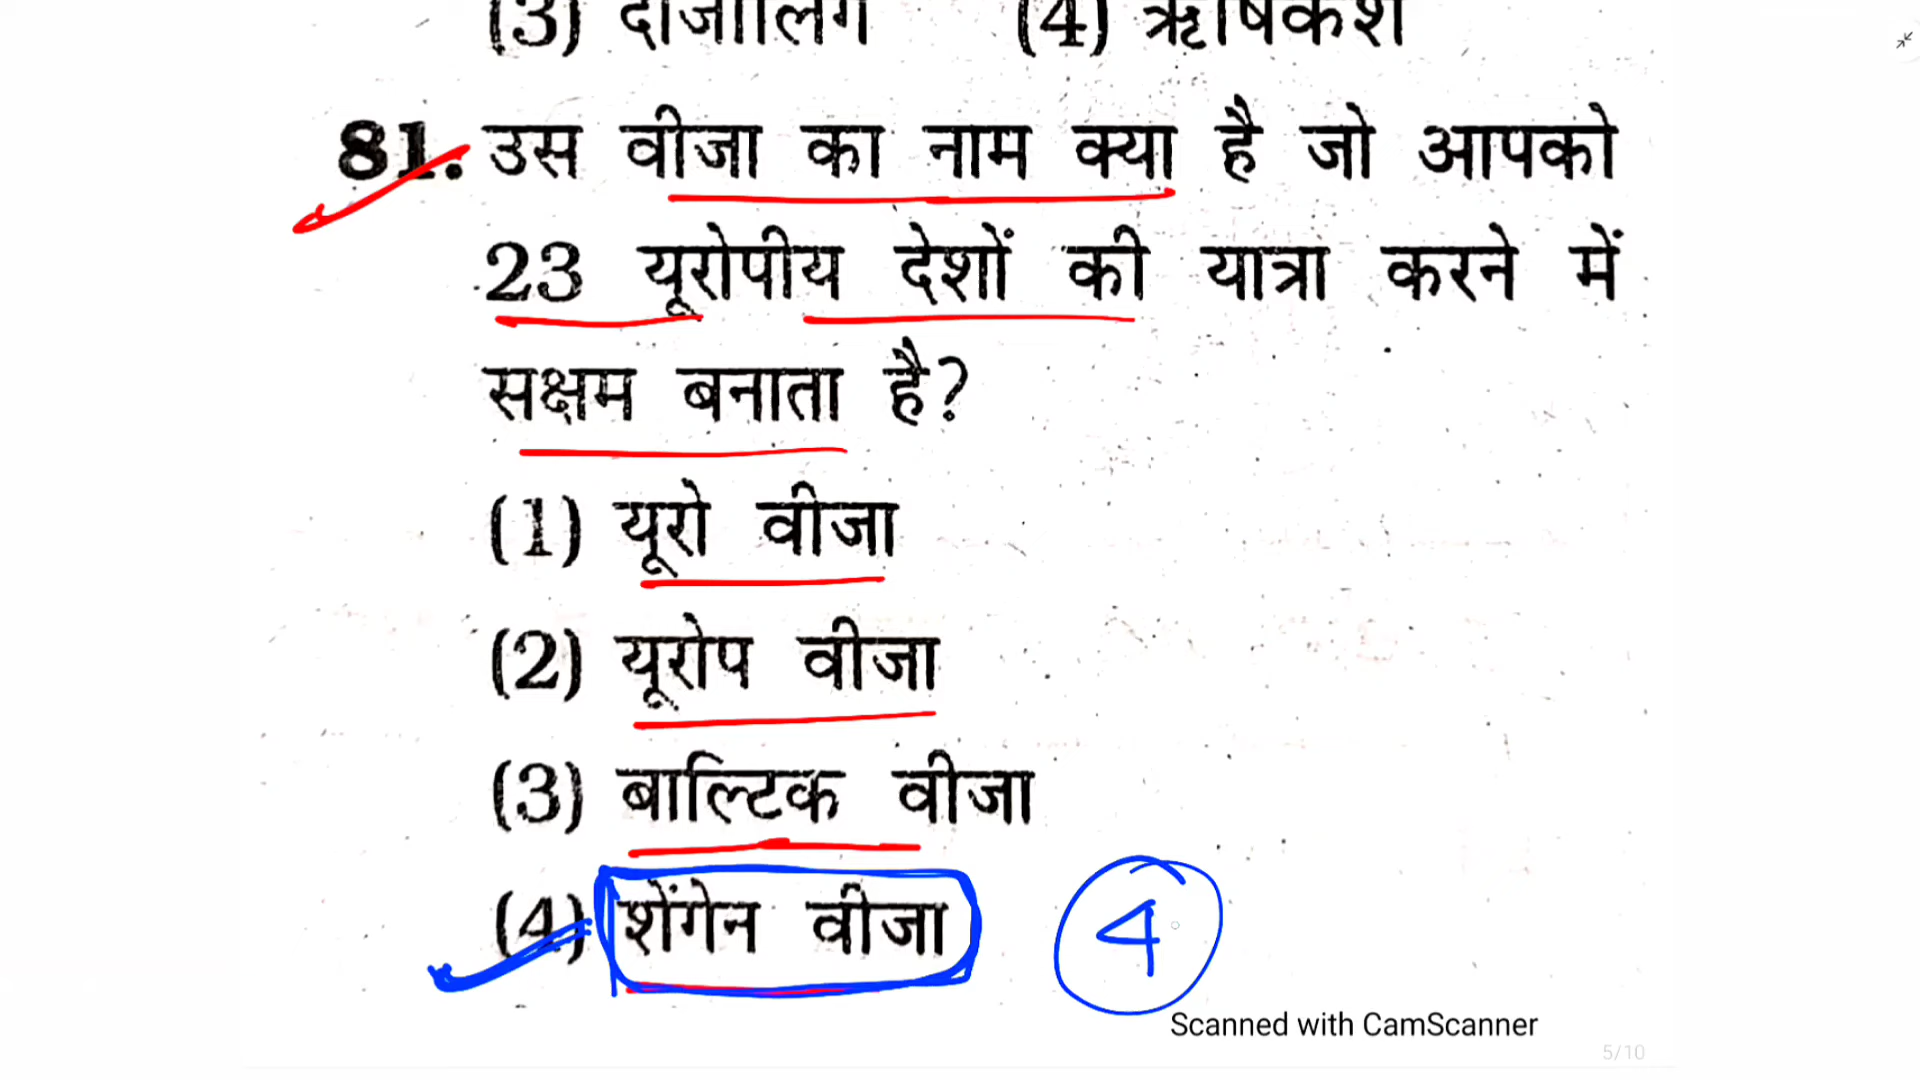 (3) दार्जीलिंग (4) ऋषिकेश
81. उस वीजा का नाम क्या है जो आपको
23 यूरोपीय देशों की यात्रा करने में
सक्षम बनाता है?
(1) यूरो वीजा
(2) यूरोप वीजा
(3) बाल्टिक वीजा
(4) शेंगेन वीजा 4
Scanned with CamScanner
5/10